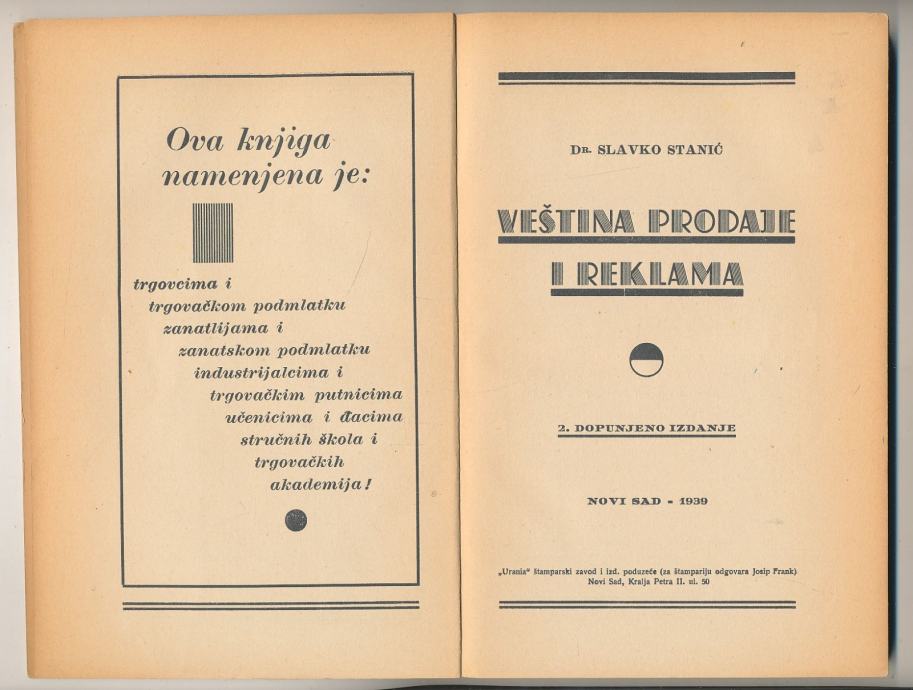 Ova knjiga
namenjena je:
trgovcima i
trgovačkom podmlatku
zanatlijama i
zanatskom podmlatku
industrijalcima i
trgovačkim putnicima
učenicima i đacima
stručnih škola i
trgovačkih
akademija!
DR. SLAVKO STANIĆ
VEŠTINA PRODAJE
I REKLAMA
2. DOPUNJENO IZDANJE
NOVI SAD - 1939
„Urania“ štamparski zavod i izd. poduzeće (za štampariju odgovara Josip Frank)
Novi Sad, Kralja Petra II. ul. 50